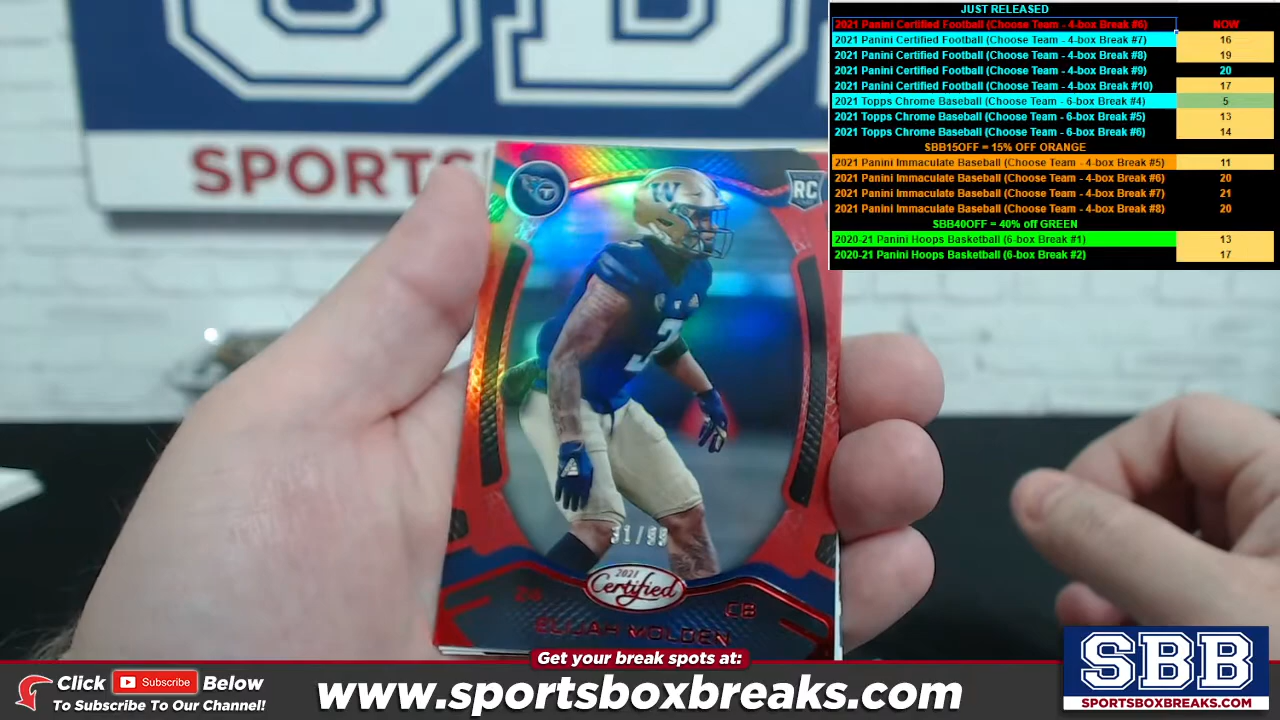 JUST RELEASED
2021 Panini Certified Football (Choose Team - 4-box Break #6) NOW
2021 Panini Certified Football (Choose Team - 4-box Break #7) 16
2021 Panini Certified Football (Choose Team - 4-box Break #8) 19
2021 Panini Certified Football (Choose Team - 4-box Break #9) 20
2021 Panini Certified Football (Choose Team - 4-box Break #10) 17
2021 Topps Chrome Baseball (Choose Team - 6-box Break #4) 5
2021 Topps Chrome Baseball (Choose Team - 6-box Break #5) 13
2021 Topps Chrome Baseball (Choose Team - 6-box Break #6) 14
SBB15OFF = 15% OFF ORANGE
2021 Panini Immaculate Baseball (Choose Team - 4-box Break #5) 11
2021 Panini Immaculate Baseball (Choose Team - 4-box Break #6) 20
2021 Panini Immaculate Baseball (Choose Team - 4-box Break #7) 21
2021 Panini Immaculate Baseball (Choose Team - 4-box Break #8) 20
SBB40OFF = 40% off GREEN
2020-21 Panini Hoops Basketball (6-box Break #1) 13
2020-21 Panini Hoops Basketball (6-box Break #2) 17
SPORTS
RC
W
3
2021
Certified
CB
ELIJAH MOLDEN
Get your break spots at:
Click Subscribe Below
To Subscribe To Our Channel!
www.sportsboxbreaks.com
SBB
SPORTSBOXBREAKS.COM